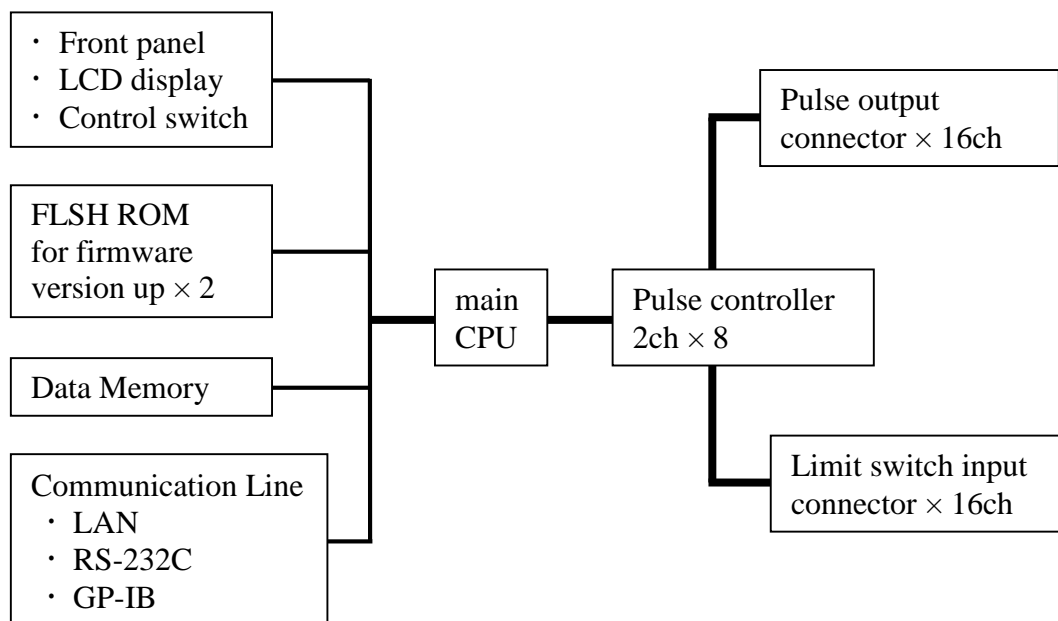 ・ Front panel
・ LCD display
・ Control switch
FLSH ROM
for firmware
version up × 2
Data Memory
Communication Line
・ LAN
・ RS-232C
・ GP-IB
main
CPU
Pulse controller
2ch × 8
Pulse output
connector × 16ch
Limit switch input
connector × 16ch